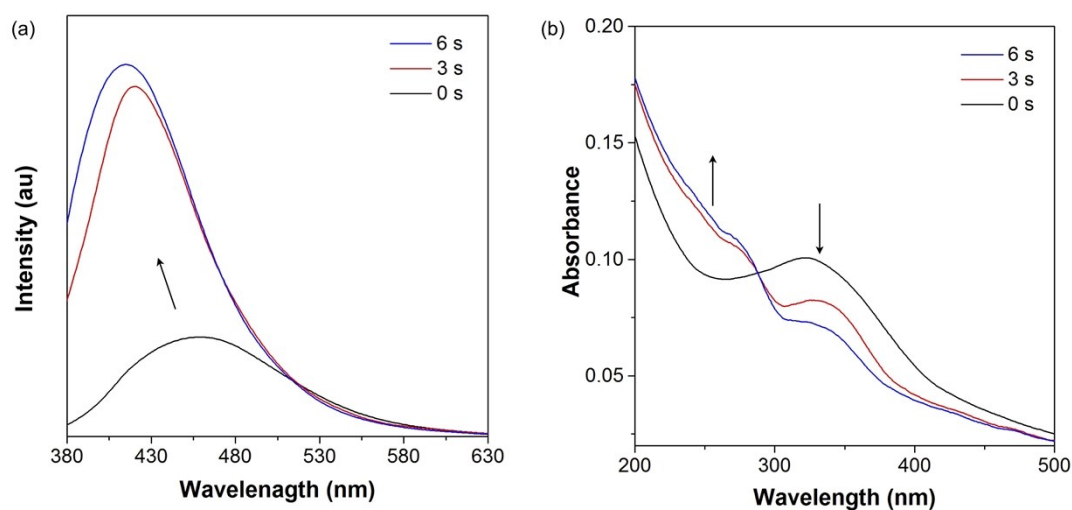 (a)
6 s
3 s
0 s
Intensity (au)
380 430 480 530 580 630
Wavelenagth (nm)
(b)
0.20
6 s
3 s
0 s
0.15
Absorbance
0.10
0.05
200 300 400 500
Wavelength (nm)